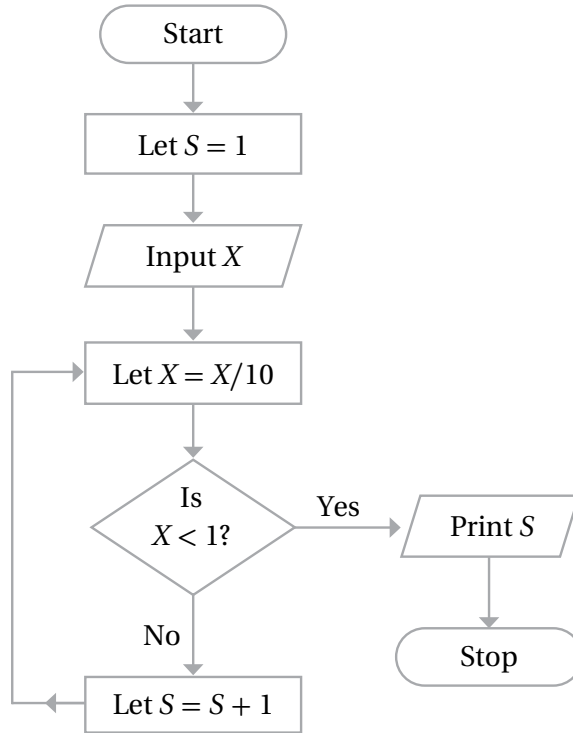 Start
Let S = 1
Input X
Let X = X/10
Is
X < 1?
Yes
Print S
No
Stop
Let S = S + 1